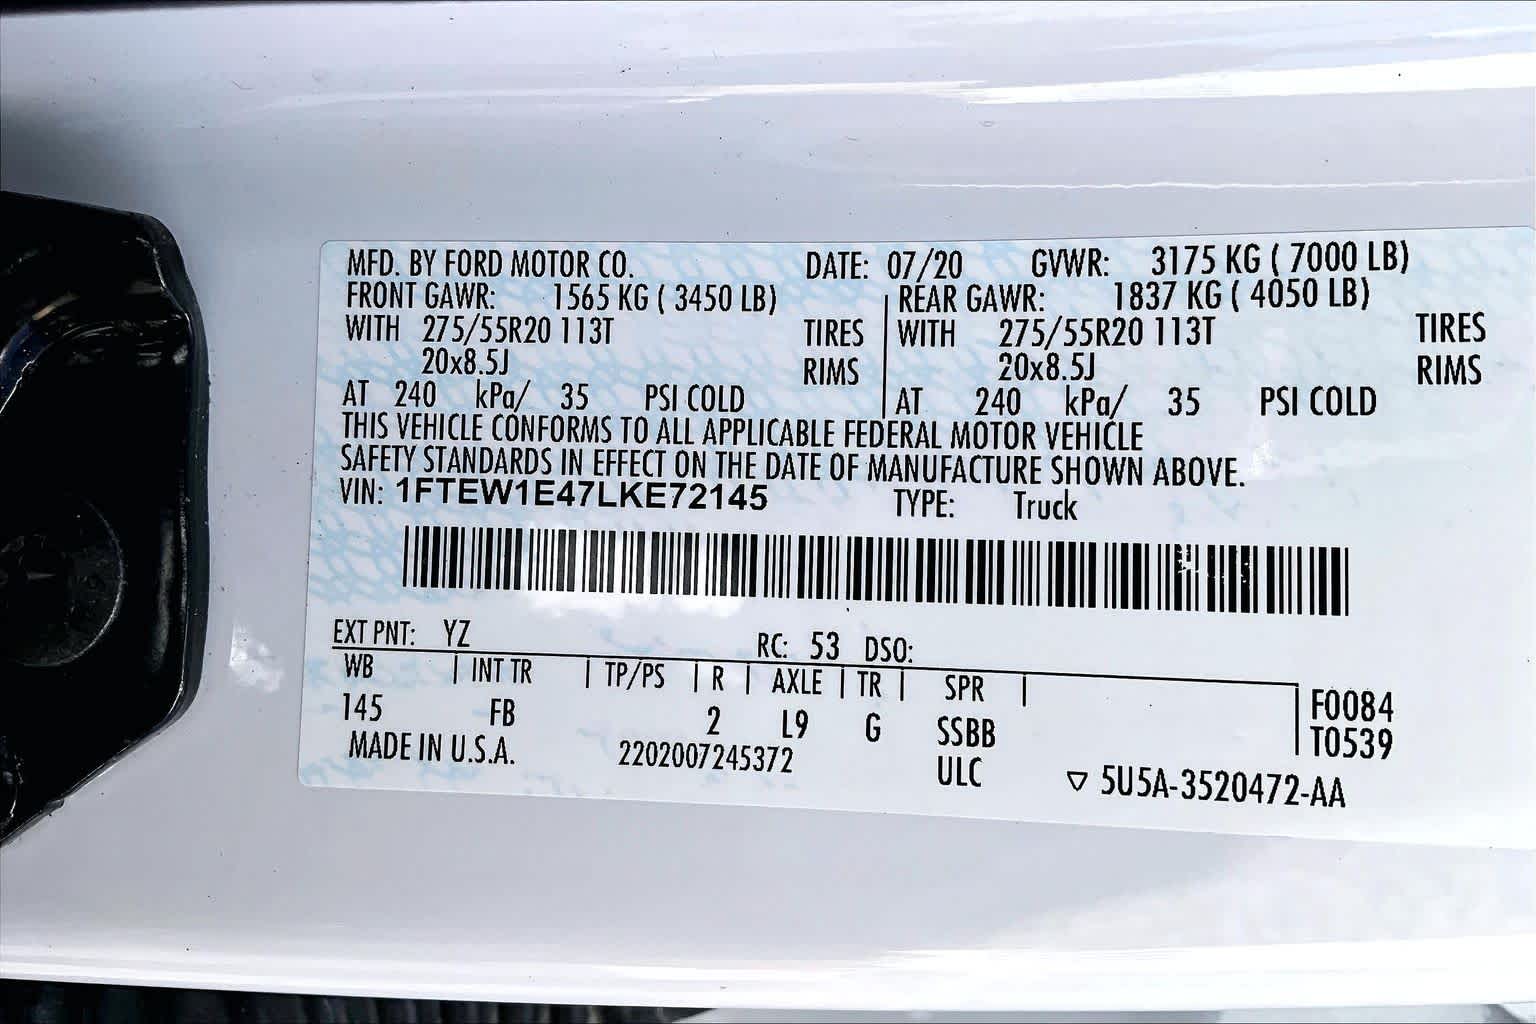 MFD. BY FORD MOTOR CO. DATE: 07/20 GVWR: 3175 KG ( 7000 LB)
FRONT GAWR: 1565 KG ( 3450 LB) REAR GAWR: 1837 KG ( 4050 LB)
WITH 275/55R20 113T TIRES WITH 275/55R20 113T TIRES
20x8.5J RIMS 20x8.5J RIMS
AT 240 kPa/ 35 PSI COLD AT 240 kPa/ 35 PSI COLD
THIS VEHICLE CONFORMS TO ALL APPLICABLE FEDERAL MOTOR VEHICLE
SAFETY STANDARDS IN EFFECT ON THE DATE OF MANUFACTURE SHOWN ABOVE.
VIN: 1FTEW1E47LKE72145 TYPE: Truck
EXT PNT: YZ RC: 53 DSO:
WB INT TR TP/PS R AXLE TR SPR
145 FB 2 L9 G SSBB F0084
T0539
MADE IN U.S.A. 2202007245372 ULC ▽ 5U5A-3520472-AA